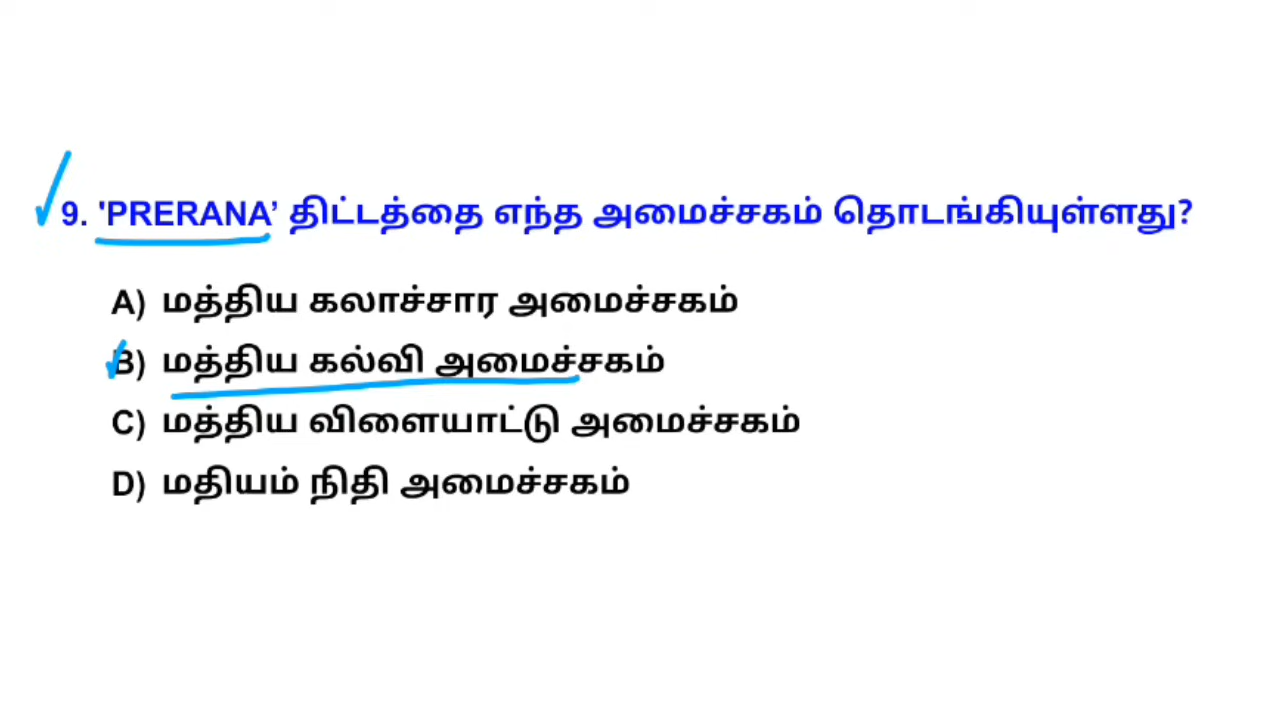 9. 'PRERANA’ திட்டத்தை எந்த அமைச்சகம் தொடங்கியுள்ளது?
A) மத்திய கலாச்சார அமைச்சகம்
B) மத்திய கல்வி அமைச்சகம்
C) மத்திய விளையாட்டு அமைச்சகம்
D) மதியம் நிதி அமைச்சகம்